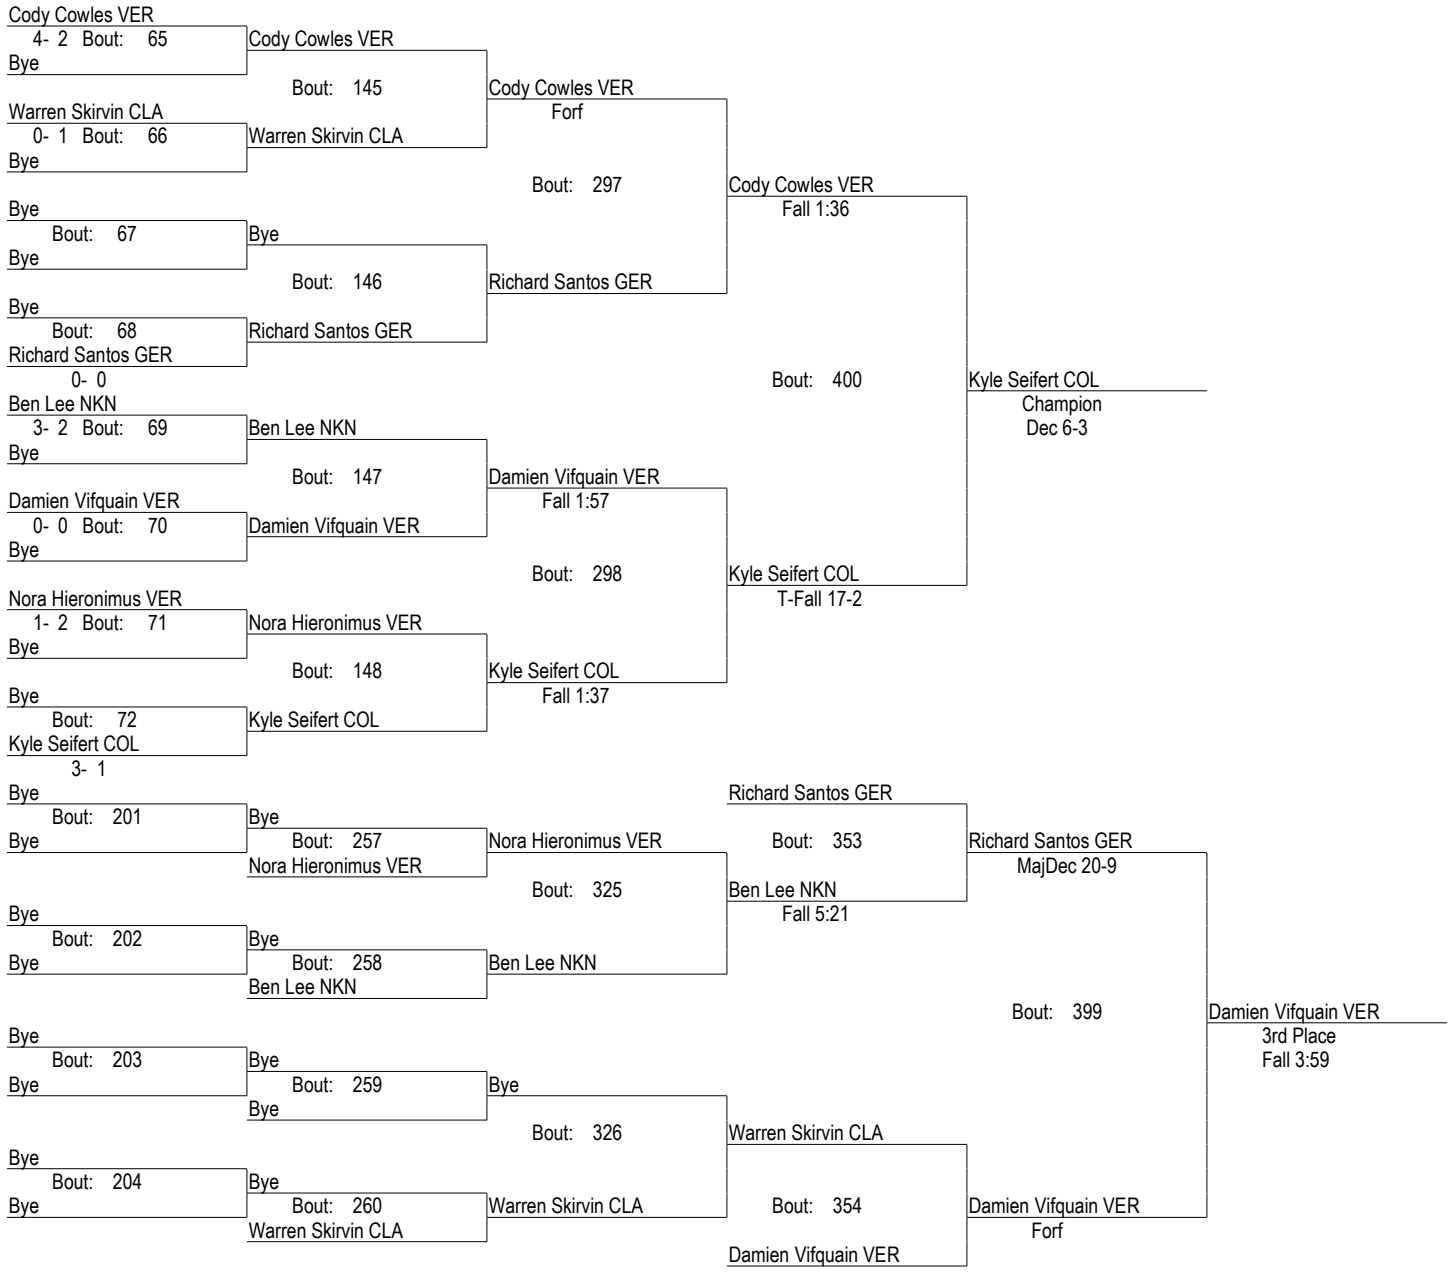 Cody Cowles VER
4- 2 Bout: 65 Cody Cowles VER
Bye
Bout: 145 Cody Cowles VER
Warren Skirvin CLA Forf
0- 1 Bout: 66 Warren Skirvin CLA
Bye
Bout: 297 Cody Cowles VER
Bye Fall 1:36
Bout: 67 Bye
Bye
Bout: 146 Richard Santos GER
Bye
Bout: 68 Richard Santos GER
Richard Santos GER
0- 0 Bout: 400 Kyle Seifert COL
Ben Lee NKN Champion
3- 2 Bout: 69 Ben Lee NKN Dec 6-3
Bye
Bout: 147 Damien Vifquain VER
Damien Vifquain VER Fall 1:57
0- 0 Bout: 70 Damien Vifquain VER
Bye
Bout: 298 Kyle Seifert COL
Nora Hieronimus VER T-Fall 17-2
1- 2 Bout: 71 Nora Hieronimus VER
Bye
Bout: 148 Kyle Seifert COL
Bye Fall 1:37
Bout: 72 Kyle Seifert COL
Kyle Seifert COL
3- 1
Bye Richard Santos GER
Bout: 201 Bye
Bye Bout: 257 Nora Hieronimus VER Bout: 353 Richard Santos GER
Nora Hieronimus VER MajDec 20-9
Bout: 325 Ben Lee NKN
Bye Fall 5:21
Bout: 202 Bye
Bye Bout: 258 Ben Lee NKN
Ben Lee NKN
Bout: 399 Damien Vifquain VER
Bye 3rd Place
Bout: 203 Bye Fall 3:59
Bye Bout: 259 Bye
Bye
Bout: 326 Warren Skirvin CLA
Bye
Bout: 204 Bye
Bye Bout: 260 Warren Skirvin CLA Bout: 354 Damien Vifquain VER
Warren Skirvin CLA Forf
Damien Vifquain VER